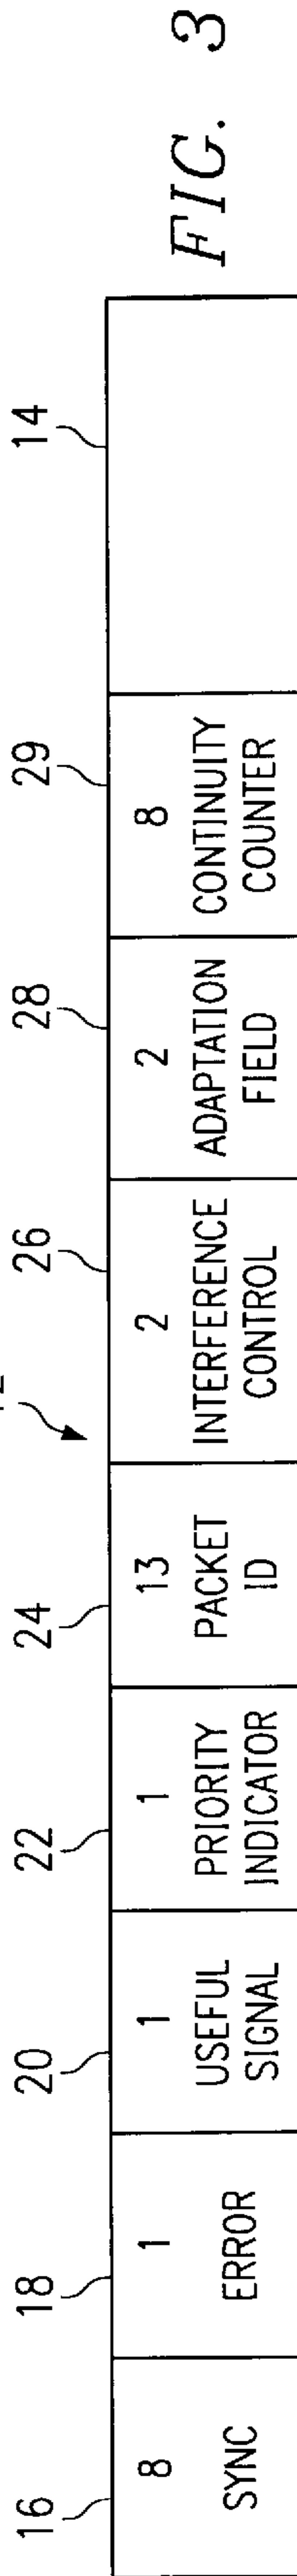 16 18 20 22 24 26 28 29 14
8 1 1 1 13 2 2 8
SYNC ERROR USEFUL SIGNAL PRIORITY INDICATOR PACKET ID INTERFERENCE CONTROL ADAPTATION FIELD CONTINUITY COUNTER
FIG. 3